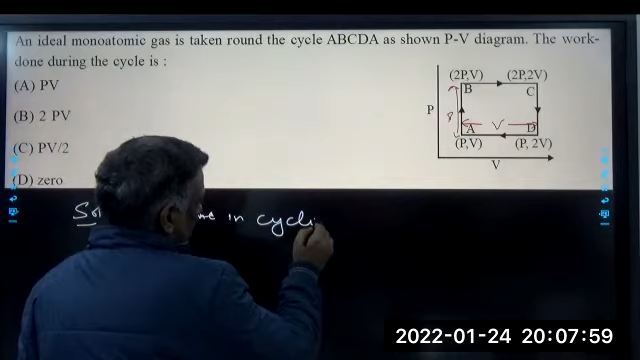 An ideal monoatomic gas is taken round the cycle ABCDA as shown P-V diagram. The work-
done during the cycle is :
(A) PV
(B) 2 PV
(C) PV/2
(D) zero
(2P,V) (2P,2V)
B C
P
P V
A D
(P,V) (P, 2V)
V
in cycli
2022-01-24 20:07:59